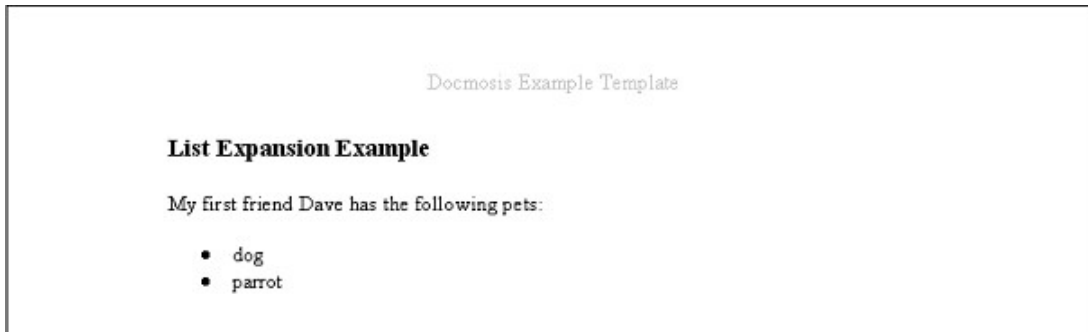 Docmosis Example Template
List Expansion Example
My first friend Dave has the following pets:
• dog
• parrot